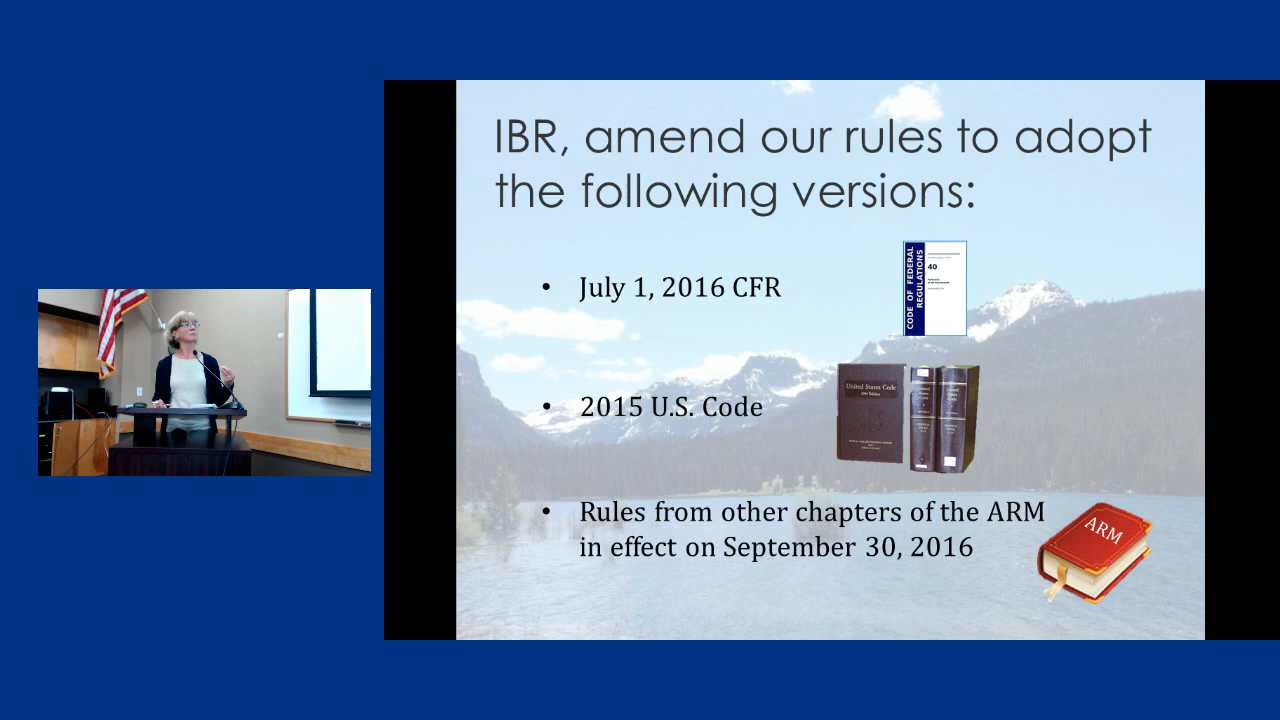 IBR, amend our rules to adopt
the following versions:
• July 1, 2016 CFR
CODE OF FEDERAL
REGULATIONS
40
• 2015 U.S. Code
United States Code
• Rules from other chapters of the ARM
in effect on September 30, 2016
ARM